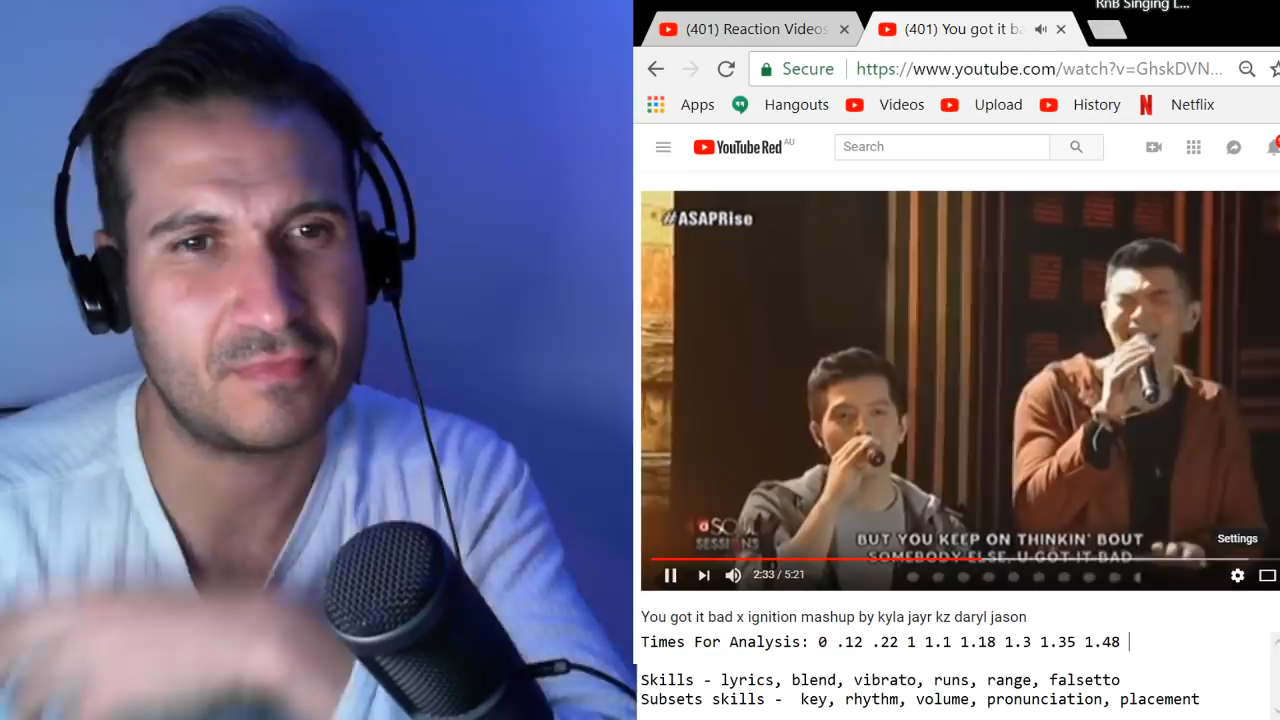 RnB Singing L...
(401) Reaction Videos
(401) You got it ba
Secure
https://www.youtube.com/watch?v=GhskDVN...
Apps
Hangouts
Videos
Upload
History
Netflix
YouTube Red AU
Search
#ASAPRise
aSOUL
SESSIONS
BUT YOU KEEP ON THINKIN' BOUT
SOMEBODY ELSE, U GOT IT BAD
Settings
2:33 / 5:21
You got it bad x ignition mashup by kyla jayr kz daryl jason
Times For Analysis: 0 .12 .22 1 1.1 1.18 1.3 1.35 1.48
Skills - lyrics, blend, vibrato, runs, range, falsetto
Subsets skills - key, rhythm, volume, pronunciation, placement